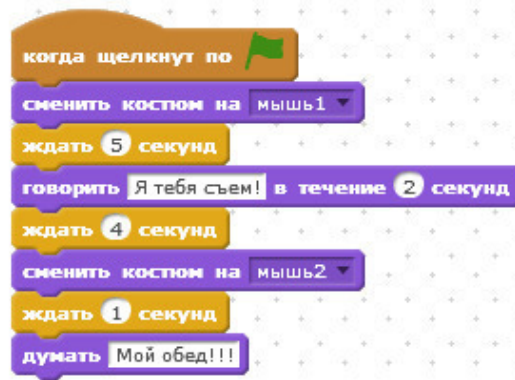 когда щелкнут по
сменить костюм на мышь1
ждать 5 секунд
говорить Я тебя съем! в течение 2 секунд
ждать 4 секунд
сменить костюм на мышь2
ждать 1 секунд
думать Мой обед!!!